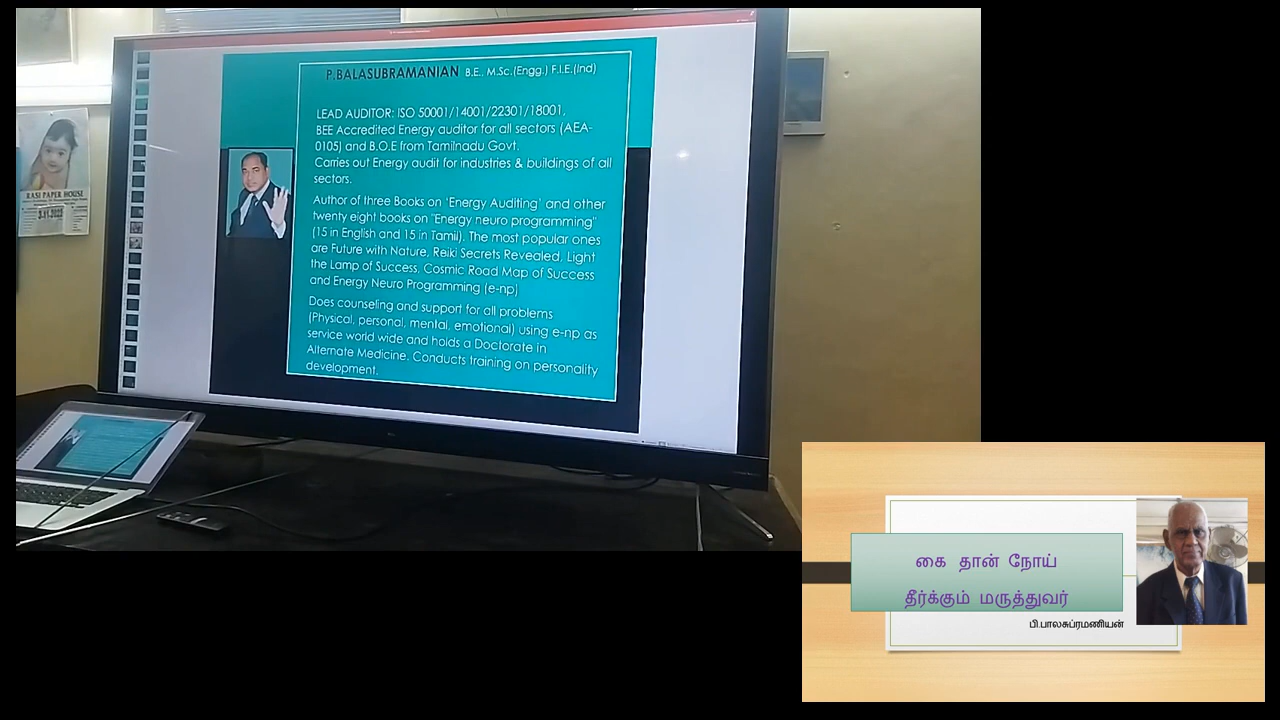 P.BALASUBRAMANIAN B.E., M.Sc.(Engg.) F.I.E.(Ind)
LEAD AUDITOR: ISO 50001/14001/22301/18001,
BEE Accredited Energy auditor for all sectors (AEA-
0105) and B.O.E from Tamilnadu Govt.
Carries out Energy audit for industries & buildings of all
sectors.
Author of three Books on ‘Energy Auditing’ and other
twenty eight books on "Energy neuro programming"
(15 in English and 15 in Tamil). The most popular ones
are Future with Nature, Reiki Secrets Revealed, Light
the Lamp of Success, Cosmic Road Map of Success
and Energy Neuro Programming (e-np)
Does counseling and support for all problems
(Physical, personal, mental, emotional) using e-np as
service world wide and holds a Doctorate in
Alternate Medicine. Conducts training on personality
development.
RASI PAPER HOUSE
கை தான் நோய்
தீர்க்கும் மருத்துவர்
பி.பாலசுப்ரமணியன்